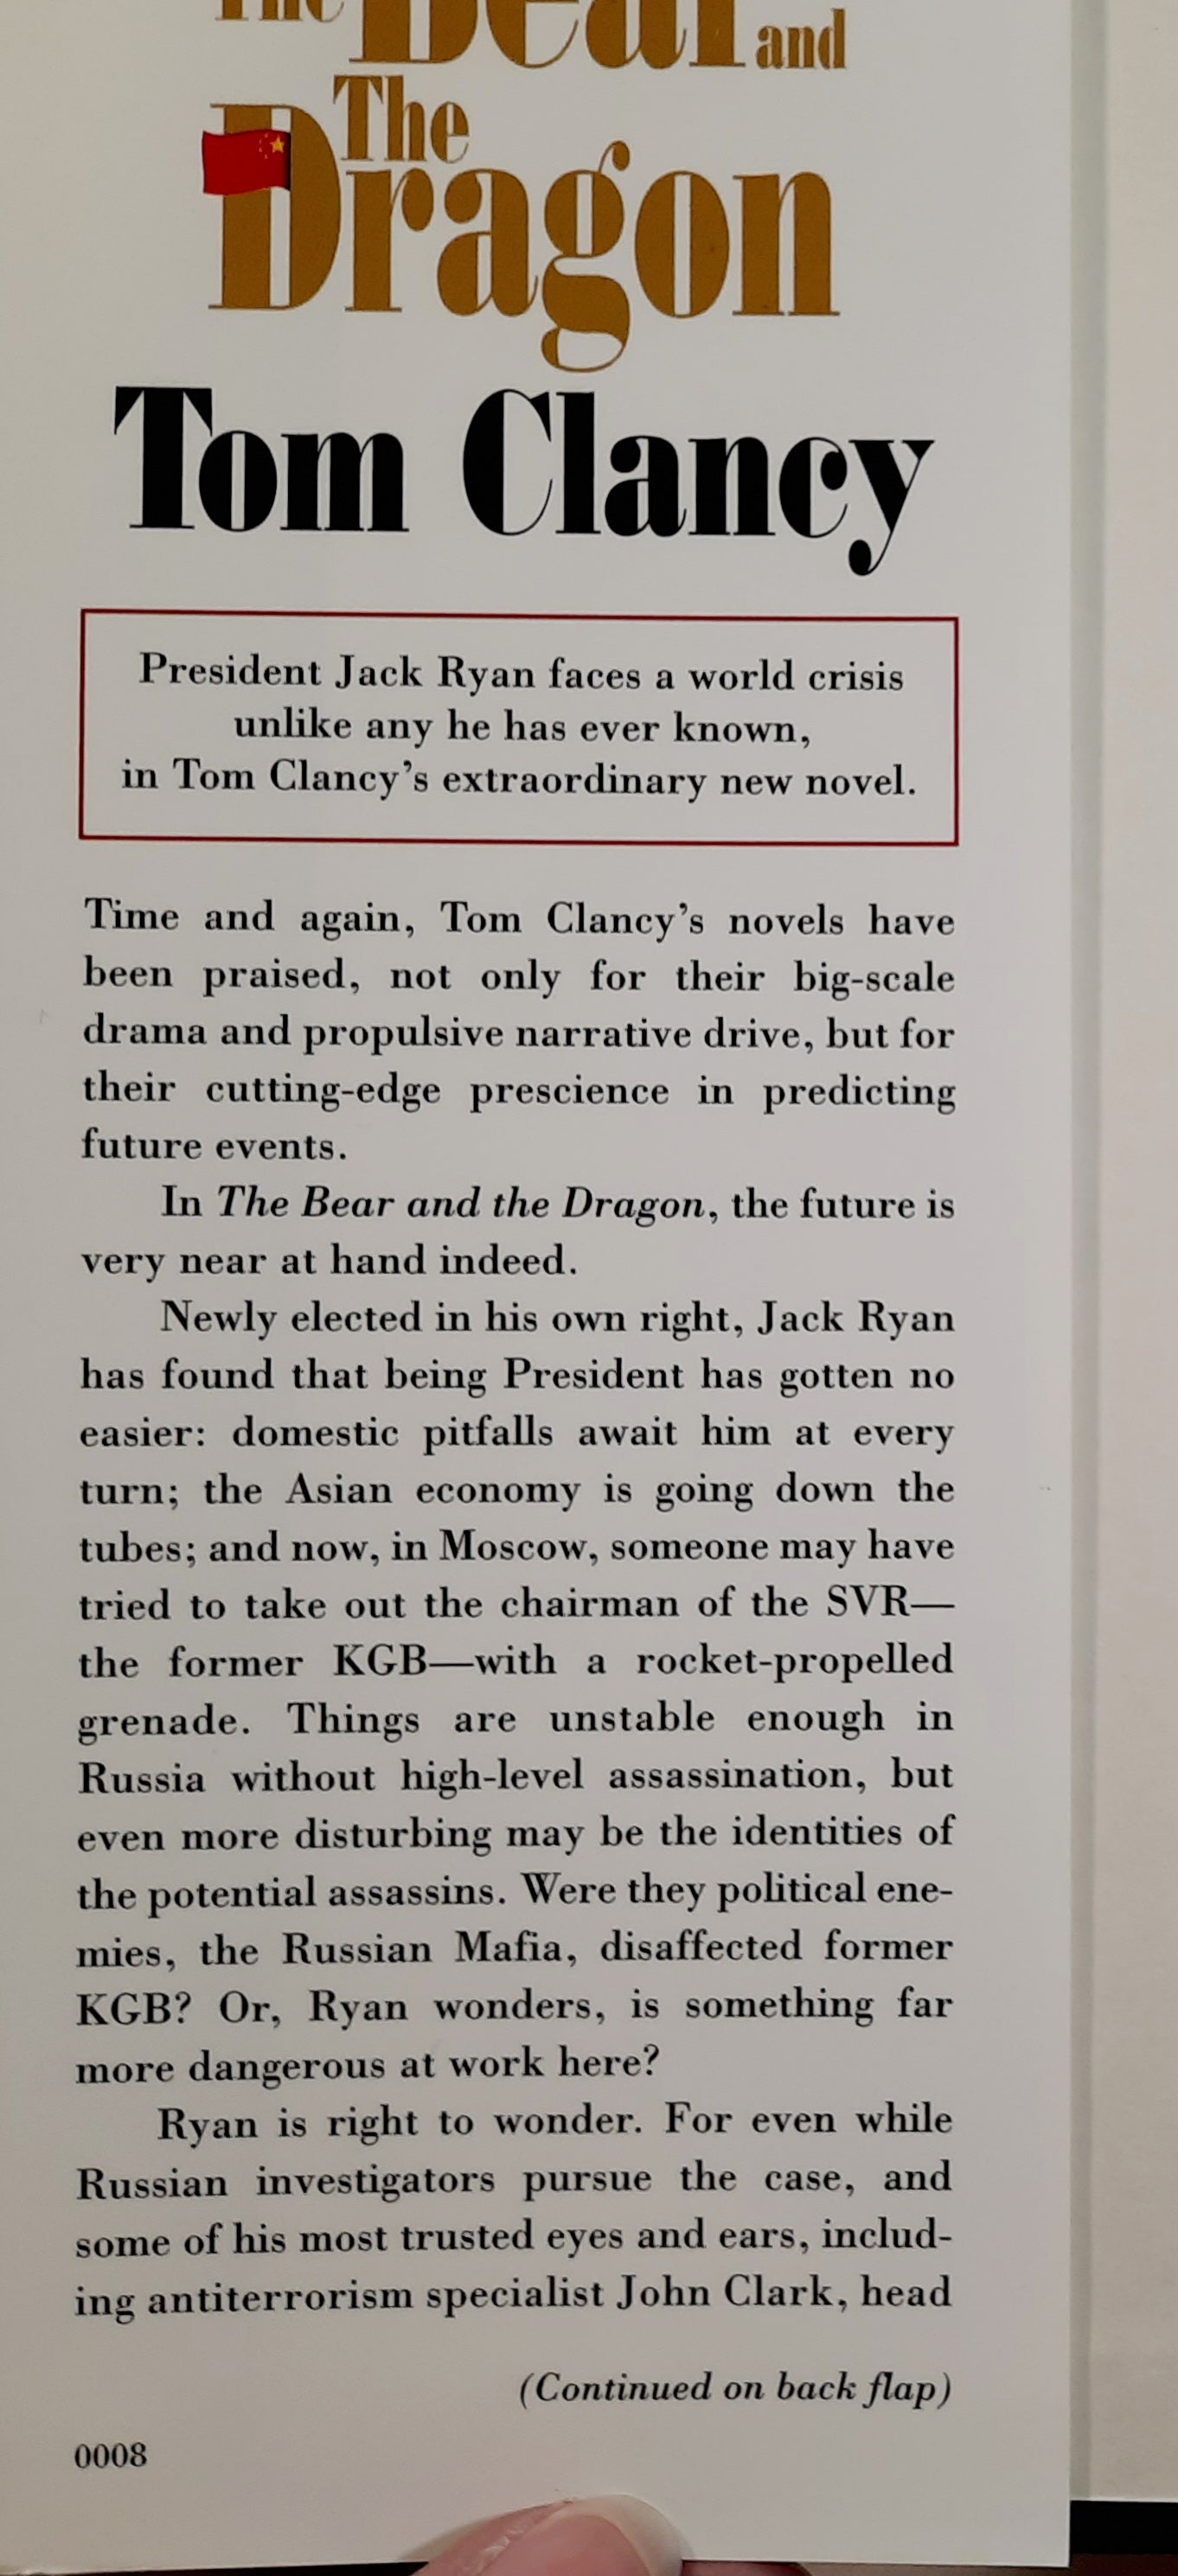 The Bear and
The
Dragon
Tom Clancy
President Jack Ryan faces a world crisis
unlike any he has ever known,
in Tom Clancy's extraordinary new novel.
Time and again, Tom Clancy's novels have
been praised, not only for their big-scale
drama and propulsive narrative drive, but for
their cutting-edge prescience in predicting
future events.
In The Bear and the Dragon, the future is
very near at hand indeed.
Newly elected in his own right, Jack Ryan
has found that being President has gotten no
easier: domestic pitfalls await him at every
turn; the Asian economy is going down the
tubes; and now, in Moscow, someone may have
tried to take out the chairman of the SVR—
the former KGB—with a rocket-propelled
grenade. Things are unstable enough in
Russia without high-level assassination, but
even more disturbing may be the identities of
the potential assassins. Were they political ene-
mies, the Russian Mafia, disaffected former
KGB? Or, Ryan wonders, is something far
more dangerous at work here?
Ryan is right to wonder. For even while
Russian investigators pursue the case, and
some of his most trusted eyes and ears, includ-
ing antiterrorism specialist John Clark, head
(Continued on back flap)
0008